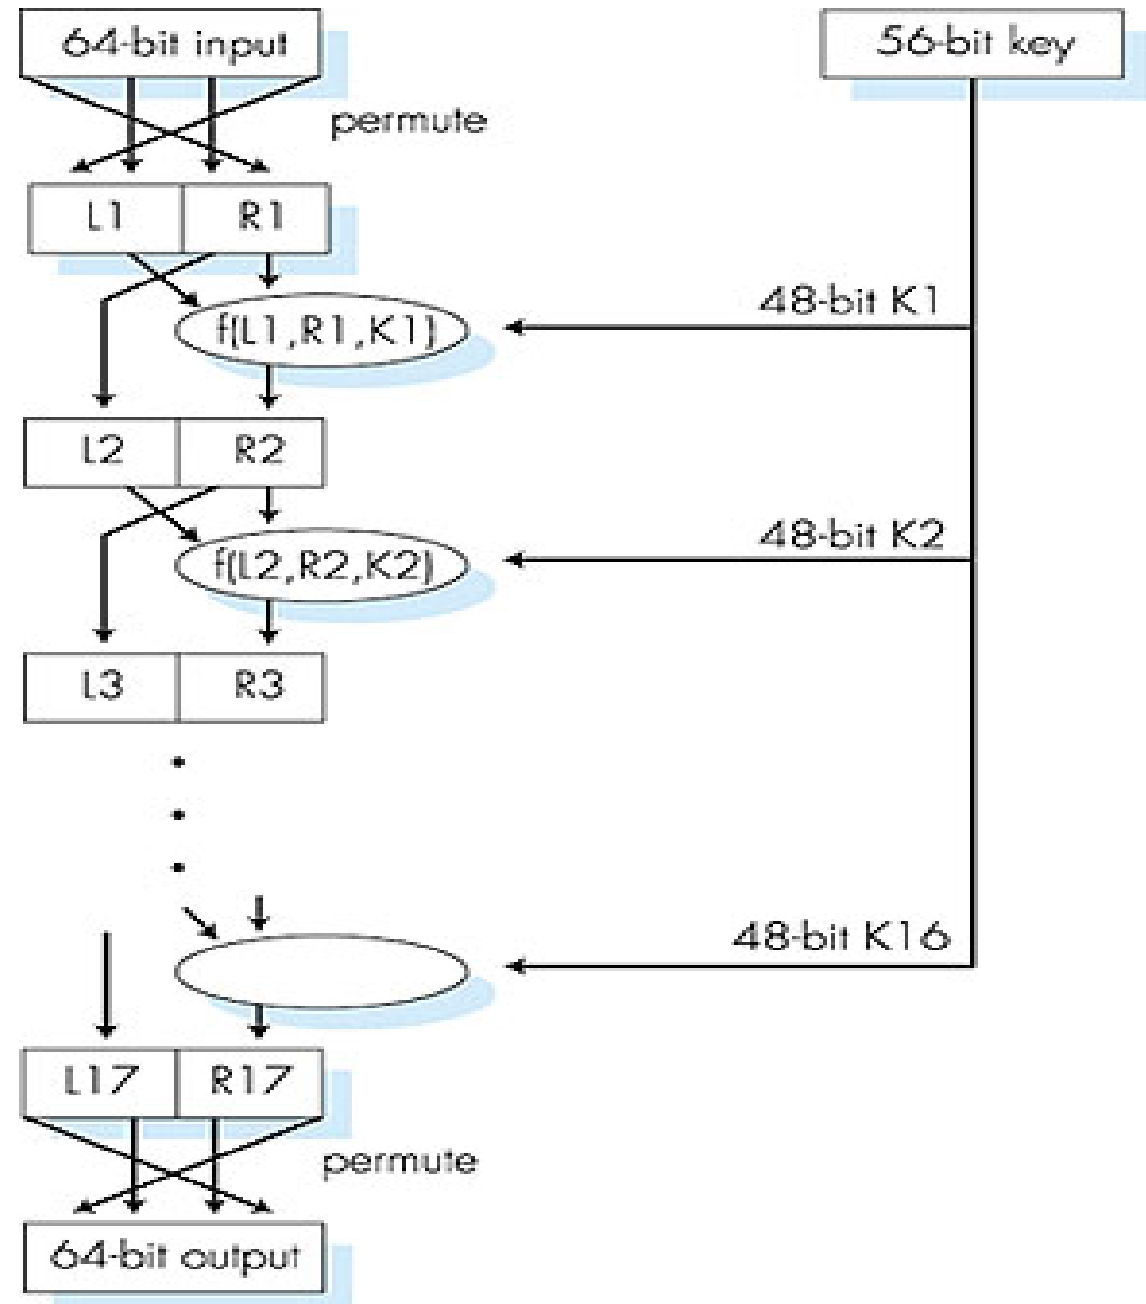 64-bit input
56-bit key
permute
L1 R1
48-bit K1
f(L1,R1,K1)
L2 R2
48-bit K2
f(L2,R2,K2)
L3 R3
48-bit K16
L17 R17
permute
64-bit output